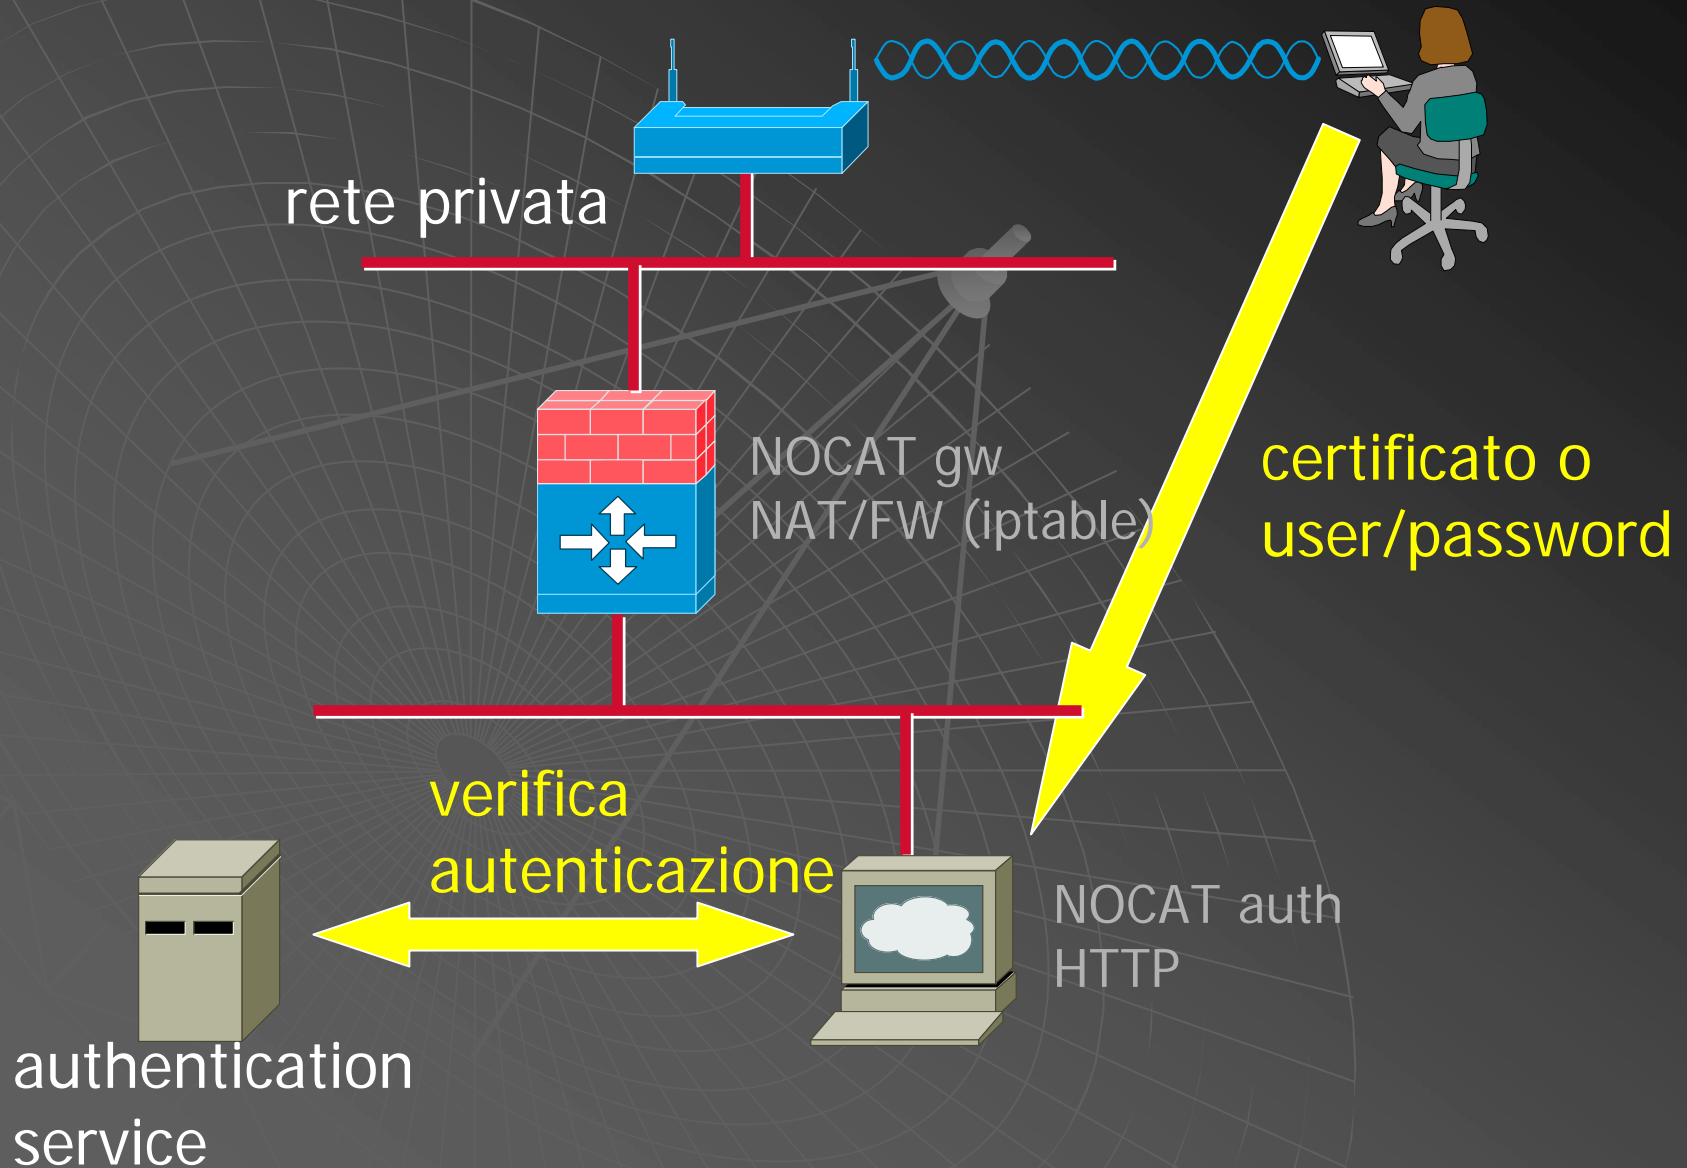 rete privata
NOCAT gw
NAT/FW (iptable)
certificato o
user/password
verifica
autenticazione
NOCAT auth
HTTP
authentication
service